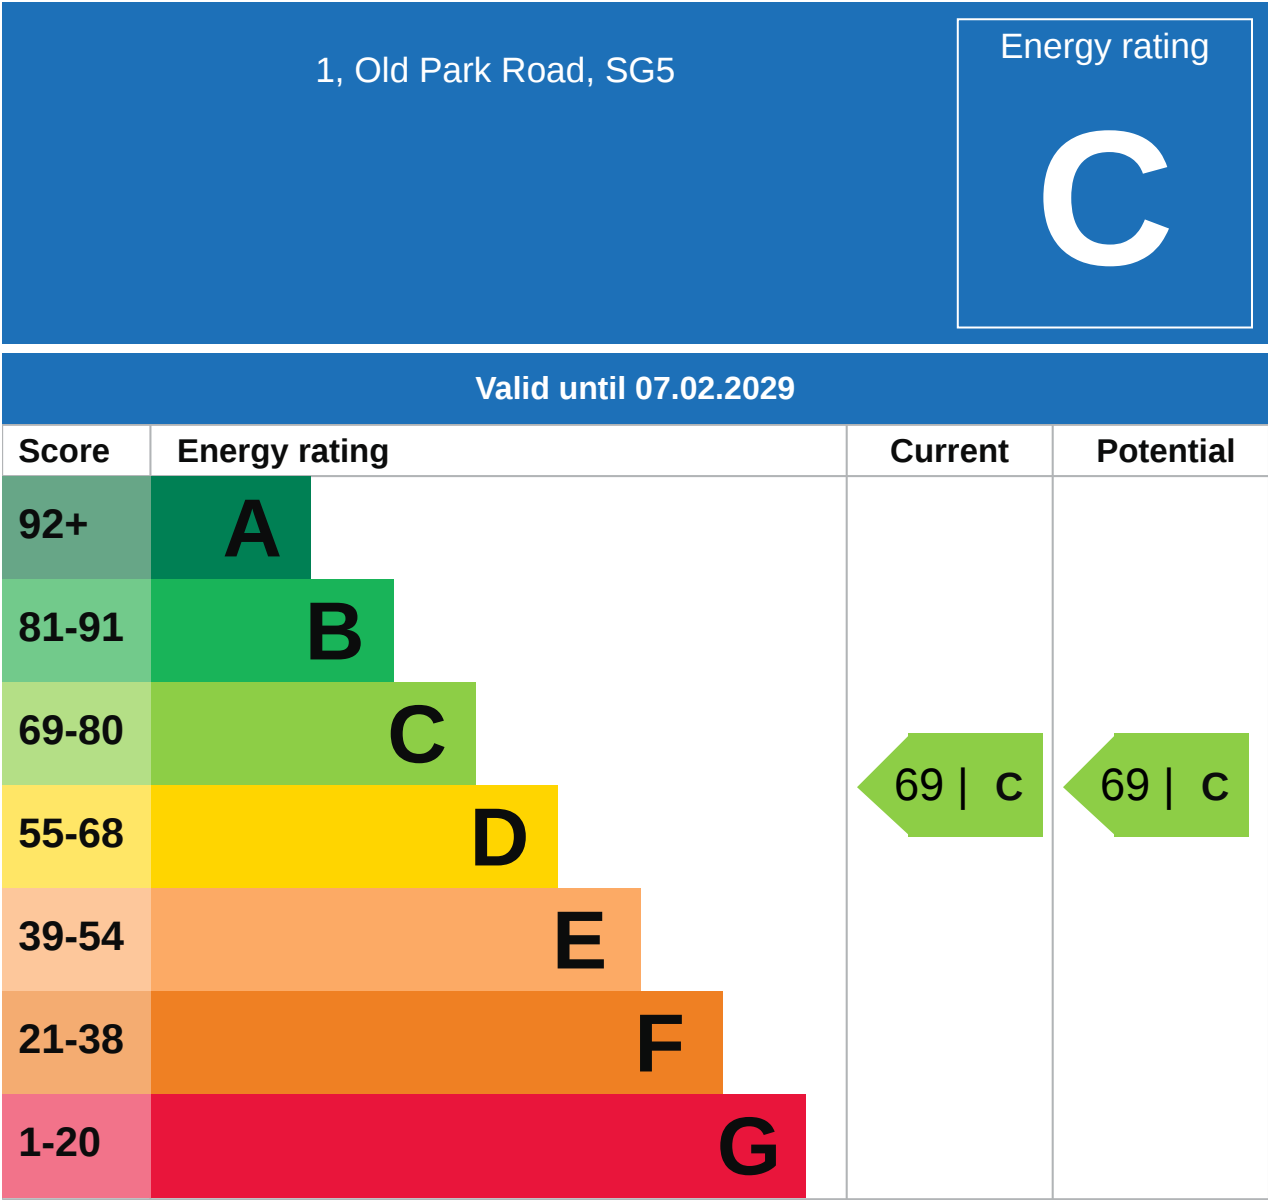 1, Old Park Road, SG5
Energy rating
C
Valid until 07.02.2029
Score Energy rating Current Potential
92+ A
81-91 B
69-80 C
69 | C 69 | C
55-68 D
39-54 E
21-38 F
1-20 G